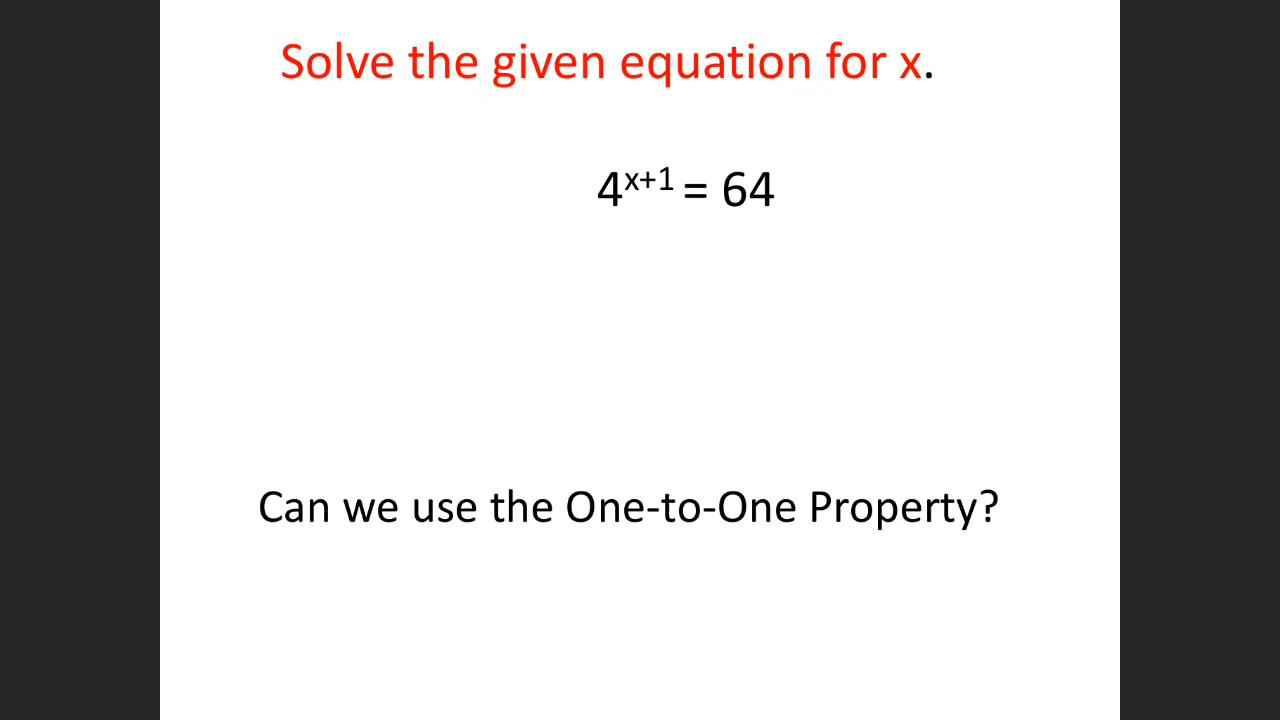 Solve the given equation for x.
4ˣ⁺¹ = 64
Can we use the One-to-One Property?